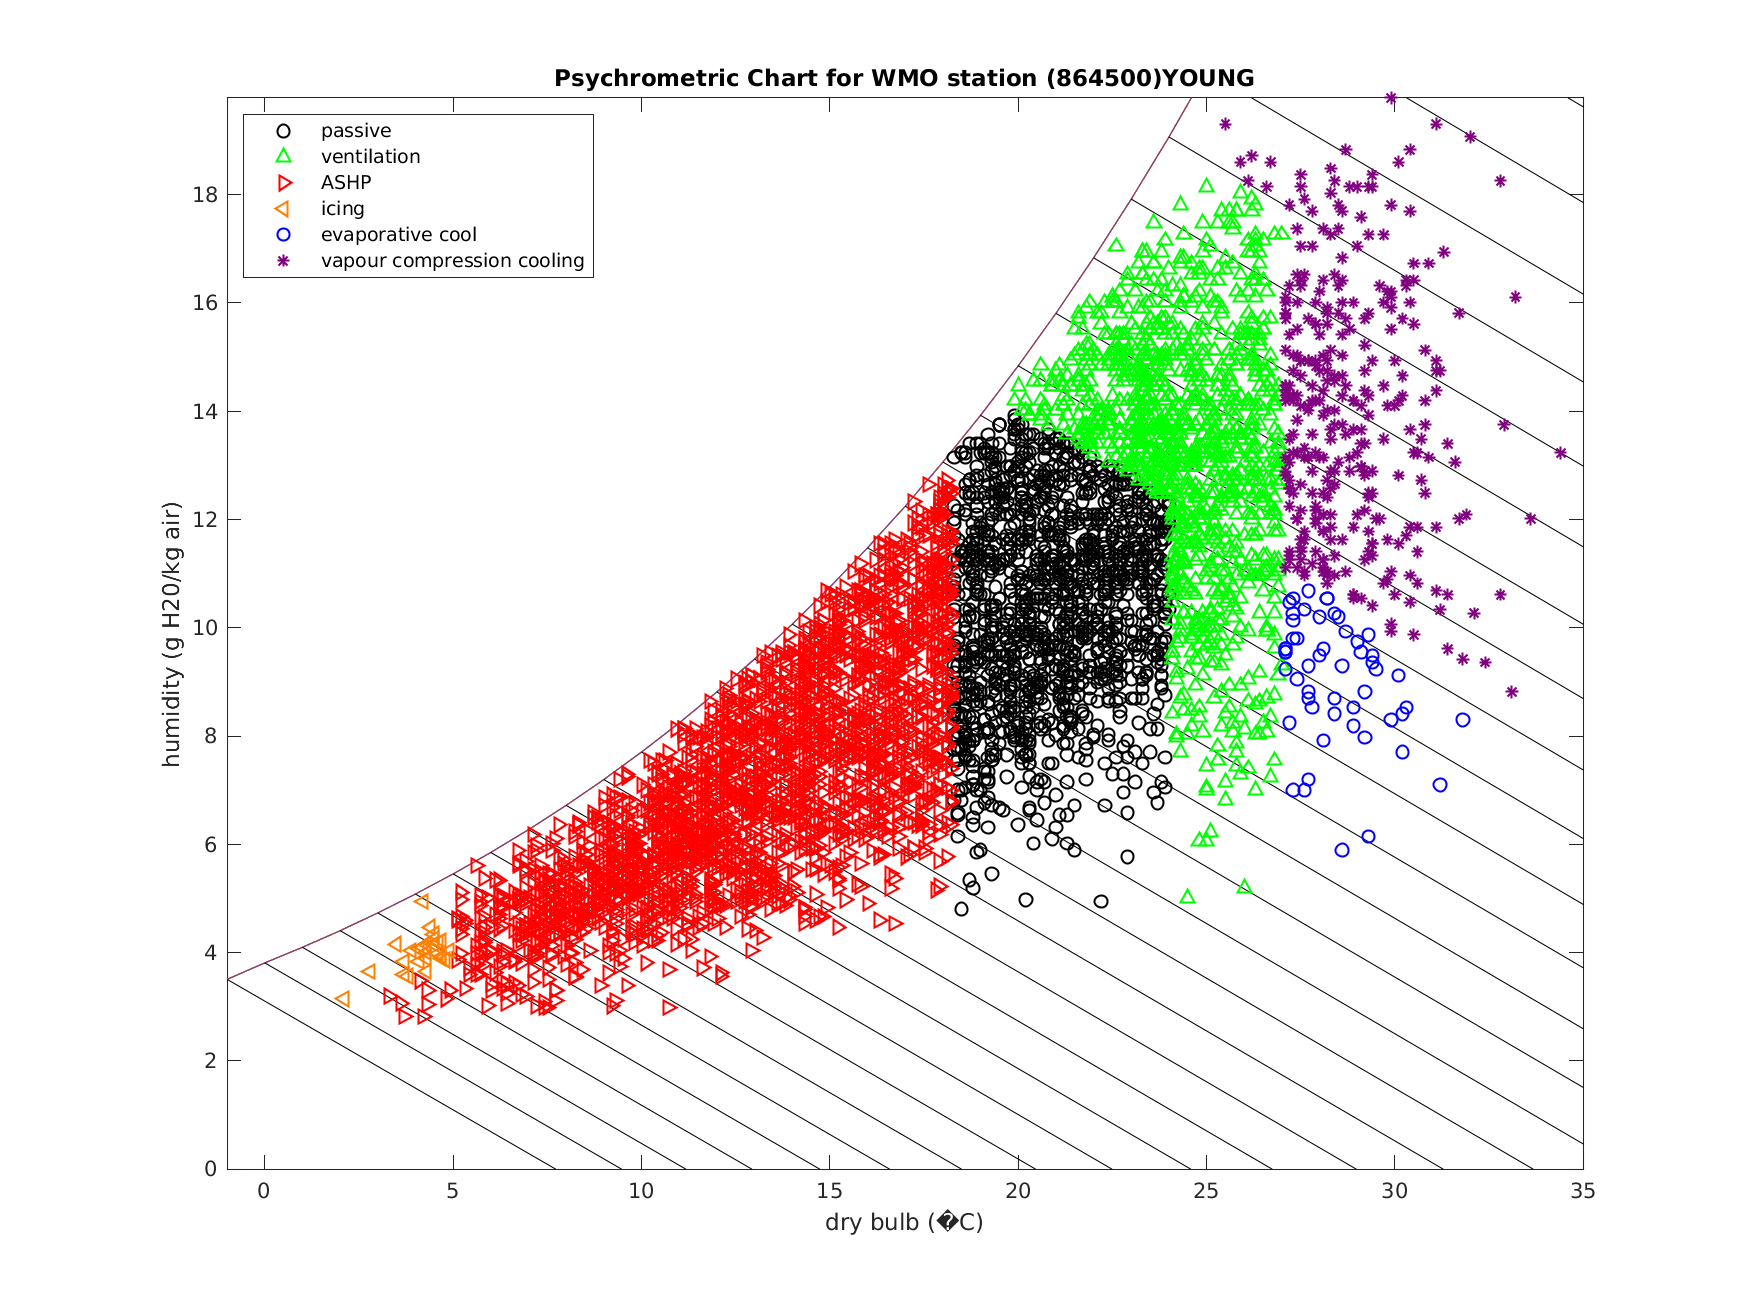 Psychrometric Chart for WMO station (864500)YOUNG
passive
ventilation
ASHP
icing
evaporative cool
vapour compression cooling
humidity (g H20/kg air)
18
16
14
12
10
8
6
4
2
0
0 5 10 15 20 25 30 35
dry bulb (�C)